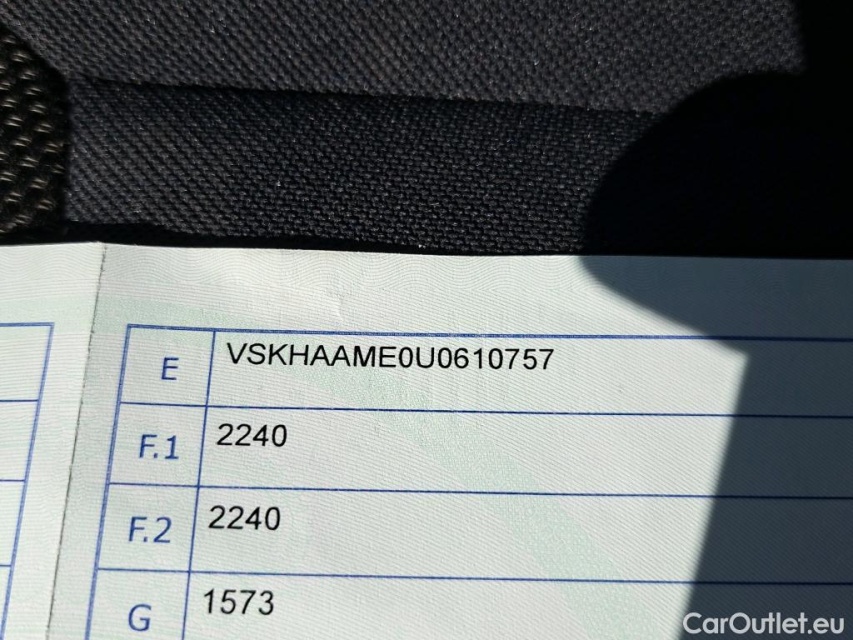 E VSKHAAME0U0610757
F.1 2240
F.2 2240
G 1573
CarOutlet.eu